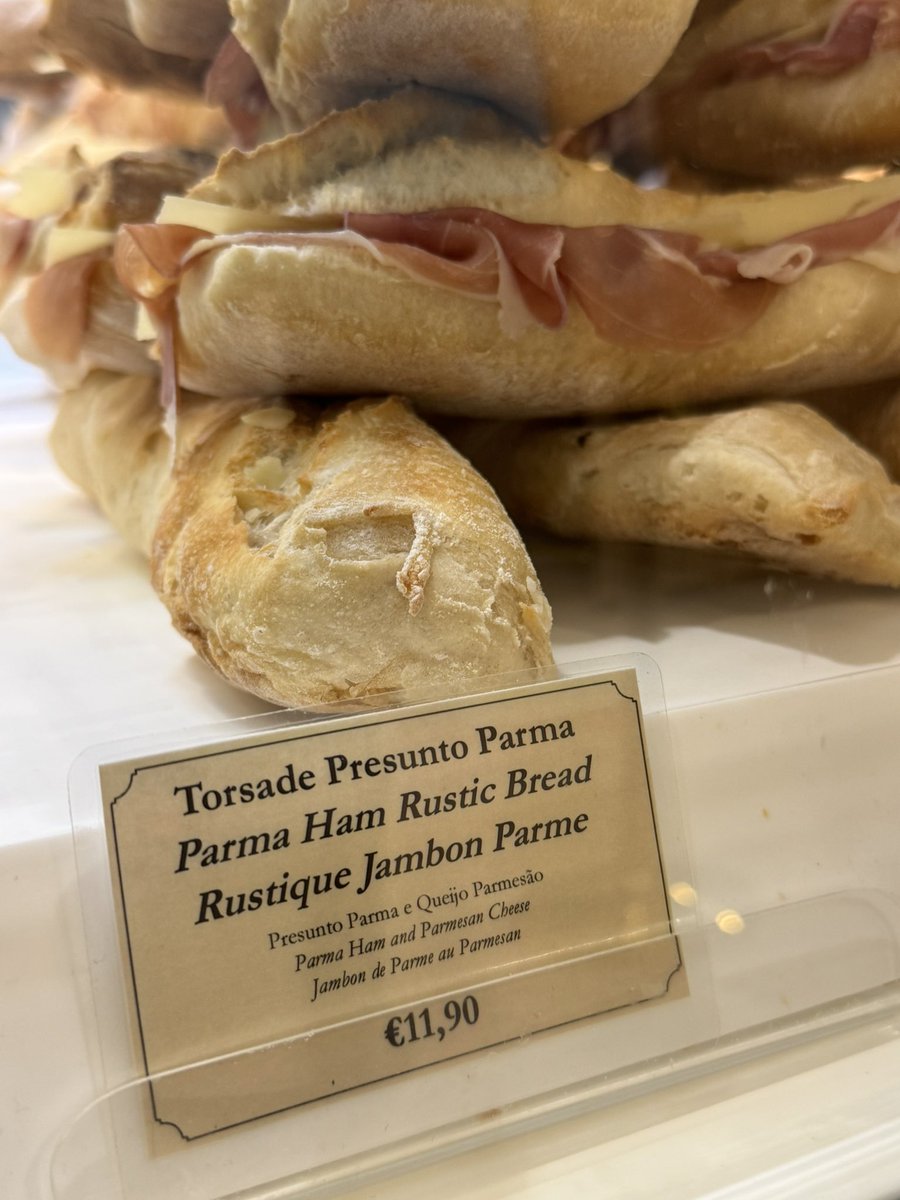 Torsade Presunto Parma
Parma Ham Rustic Bread
Rustique Jambon Parme
Presunto Parma e Queijo Parmesão
Parma Ham and Parmesan Cheese
Jambon de Parme au Parmesan
€11,90